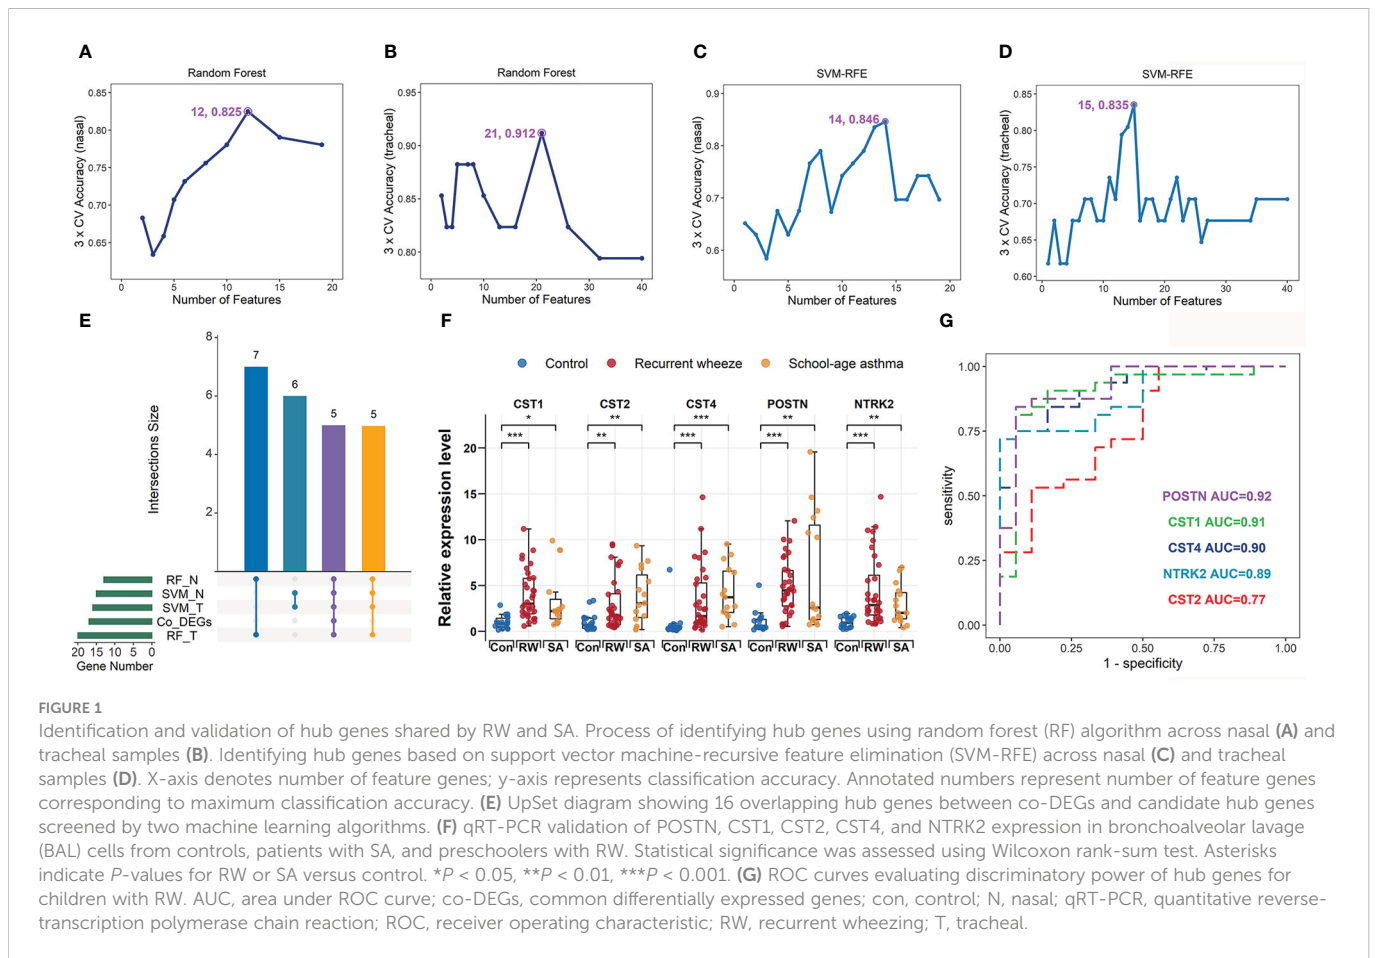 A
Random Forest
3 x CV Accuracy (nasal)
0.85
0.80
0.75
0.70
0.65
12, 0.825
0 5 10 15 20
Number of Features
B
Random Forest
3 x CV Accuracy (tracheal)
0.95
0.90
0.85
0.80
21, 0.912
0 10 20 30 40
Number of Features
C
SVM-RFE
3 x CV Accuracy (nasal)
0.9
0.8
0.7
0.6
14, 0.846
0 5 10 15 20
Number of Features
D
SVM-RFE
3 x CV Accuracy (tracheal)
0.85
0.80
0.75
0.70
0.65
0.60
15, 0.835
0 10 20 30 40
Number of Features
E
Intersections Size
8
6
4
2
7
6
5
5
RF_N
SVM_N
SVM_T
Co_DEGs
RF_T
20 15 10 5 0
Gene Number
F
Control Recurrent wheeze School-age asthma
CST1 CST2 CST4 POSTN NTRK2
* ** *** ** **
*** ** *** *** ***
Relative expression level
20
15
10
5
0
Con RW SA Con RW SA Con RW SA Con RW SA Con RW SA
G
sensitivity
1.00
0.75
0.50
0.25
0.00
POSTN AUC=0.92
CST1 AUC=0.91
CST4 AUC=0.90
NTRK2 AUC=0.89
CST2 AUC=0.77
0.00 0.25 0.50 0.75 1.00
1 - specificity
FIGURE 1
Identification and validation of hub genes shared by RW and SA. Process of identifying hub genes using random forest (RF) algorithm across nasal (A) and
tracheal samples (B). Identifying hub genes based on support vector machine-recursive feature elimination (SVM-RFE) across nasal (C) and tracheal
samples (D). X-axis denotes number of feature genes; y-axis represents classification accuracy. Annotated numbers represent number of feature genes
corresponding to maximum classification accuracy. (E) UpSet diagram showing 16 overlapping hub genes between co-DEGs and candidate hub genes
screened by two machine learning algorithms. (F) qRT-PCR validation of POSTN, CST1, CST2, CST4, and NTRK2 expression in bronchoalveolar lavage
(BAL) cells from controls, patients with SA, and preschoolers with RW. Statistical significance was assessed using Wilcoxon rank-sum test. Asterisks
indicate P-values for RW or SA versus control. *P < 0.05, **P < 0.01, ***P < 0.001. (G) ROC curves evaluating discriminatory power of hub genes for
children with RW. AUC, area under ROC curve; co-DEGs, common differentially expressed genes; con, control; N, nasal; qRT-PCR, quantitative reverse-
transcription polymerase chain reaction; ROC, receiver operating characteristic; RW, recurrent wheezing; T, tracheal.